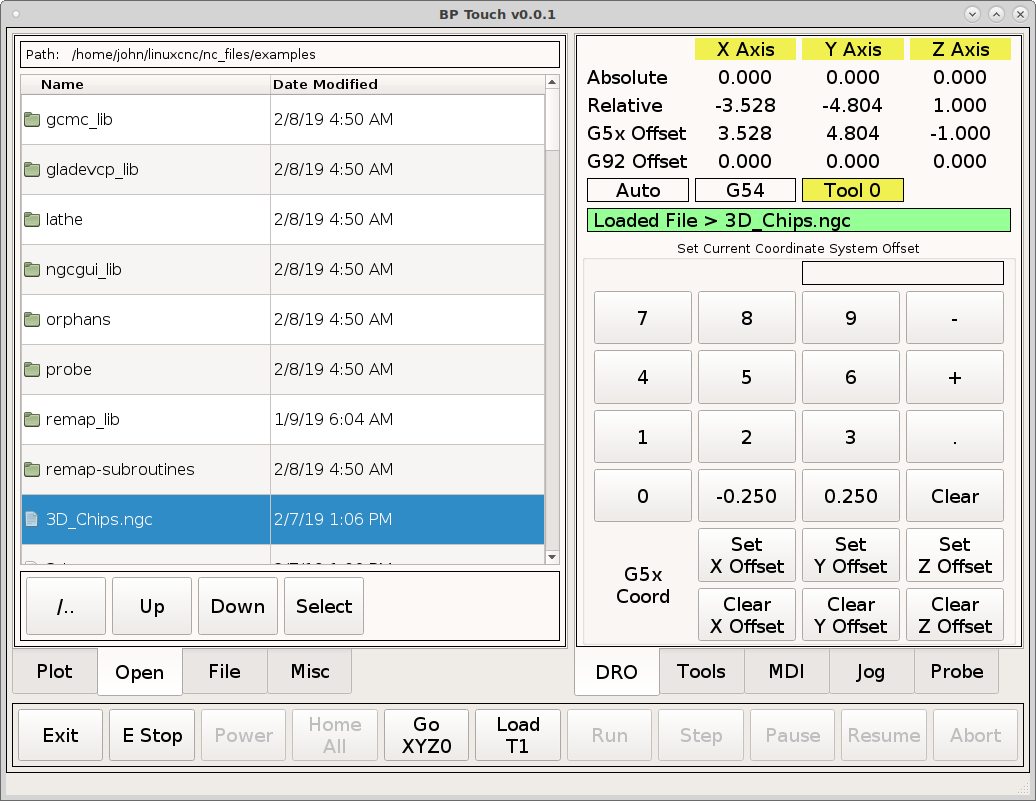 BP Touch v0.0.1
Path: /home/john/linuxcnc/nc_files/examples
Name Date Modified
gcmc_lib 2/8/19 4:50 AM
gladevcp_lib 2/8/19 4:50 AM
lathe 2/8/19 4:50 AM
ngcgui_lib 2/8/19 4:50 AM
orphans 2/8/19 4:50 AM
probe 2/8/19 4:50 AM
remap_lib 1/9/19 6:04 AM
remap-subroutines 2/8/19 4:50 AM
3D_Chips.ngc 2/7/19 1:06 PM
/.. Up Down Select
Plot Open File Misc
X Axis Y Axis Z Axis
Absolute 0.000 0.000 0.000
Relative -3.528 -4.804 1.000
G5x Offset 3.528 4.804 -1.000
G92 Offset 0.000 0.000 0.000
Auto G54 Tool 0
Loaded File > 3D_Chips.ngc
Set Current Coordinate System Offset
7 8 9 -
4 5 6 +
1 2 3 .
0 -0.250 0.250 Clear
G5x
Coord
Set
X Offset
Set
Y Offset
Set
Z Offset
Clear
X Offset
Clear
Y Offset
Clear
Z Offset
DRO Tools MDI Jog Probe
Exit E Stop Power
Home
All
Go
XYZ0
Load
T1
Run Step Pause Resume Abort